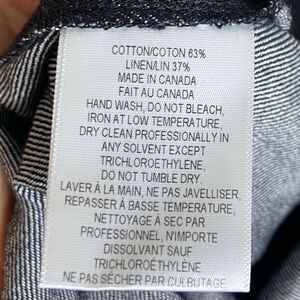 COTTON/COTON 63%
LINEN/LIN 37%
MADE IN CANADA
FAIT AU CANADA
HAND WASH, DO NOT BLEACH,
IRON AT LOW TEMPERATURE,
DRY CLEAN PROFESSIONALLY IN
ANY SOLVENT EXCEPT
TRICHLOROETHYLENE,
DO NOT TUMBLE DRY.
LAVER À LA MAIN, NE PAS JAVELLISER,
REPASSER À BASSE TEMPERATURE,
NETTOYAGE À SEC PAR
PROFESSIONNEL, N'IMPORTE
DISSOLVANT SAUF
TRICHLOROÉTHYLÈNE
NE PAS SÉCHER PAR CULBUTAGE